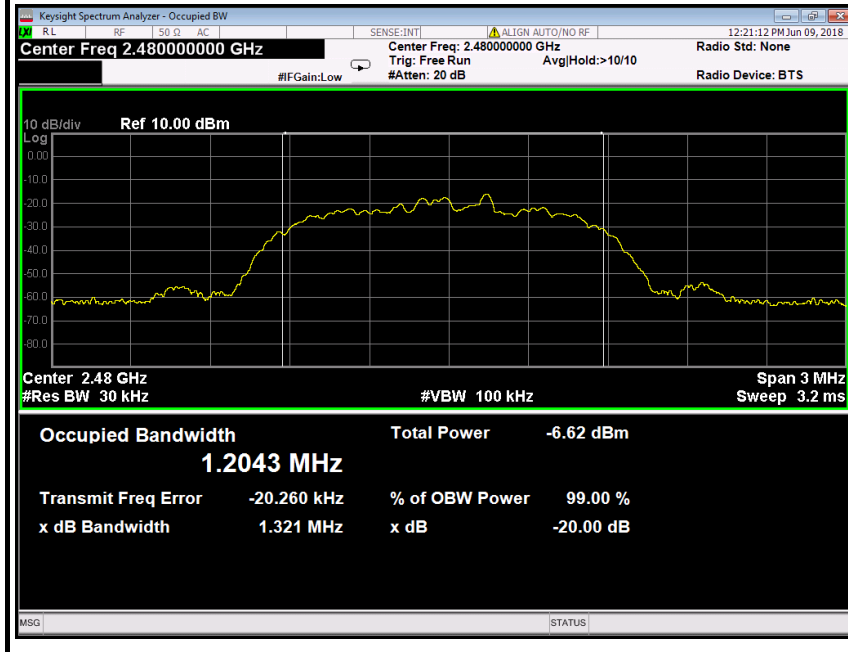 Keysight Spectrum Analyzer - Occupied BW
LXI RL RF 50 Ω AC SENSE:INT ALIGN AUTO/NO RF 12:21:12 PM Jun 09, 2018
Center Freq 2.480000000 GHz
Center Freq: 2.480000000 GHz
Radio Std: None
Trig: Free Run Avg|Hold:>10/10
#IFGain:Low
#Atten: 20 dB
Radio Device: BTS
10 dB/div Ref 10.00 dBm
Log
0.00
-10.0
-20.0
-30.0
-40.0
-50.0
-60.0
-70.0
-80.0
Center 2.48 GHz Span 3 MHz
#Res BW 30 kHz #VBW 100 kHz Sweep 3.2 ms
Occupied Bandwidth Total Power -6.62 dBm
1.2043 MHz
Transmit Freq Error -20.260 kHz % of OBW Power 99.00 %
x dB Bandwidth 1.321 MHz x dB -20.00 dB
MSG STATUS